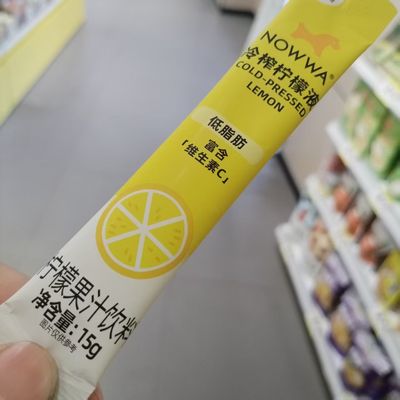 NOWWA®
冷榨柠檬液
COLD-PRESSED
LEMON
低脂肪
富含
「维生素C」
柠檬果汁饮料
净含量:15g
图片仅供参考